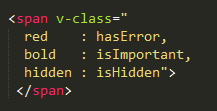 <span v-class="
  red    : hasError,
  bold   : isImportant,
  hidden : isHidden">
</span>